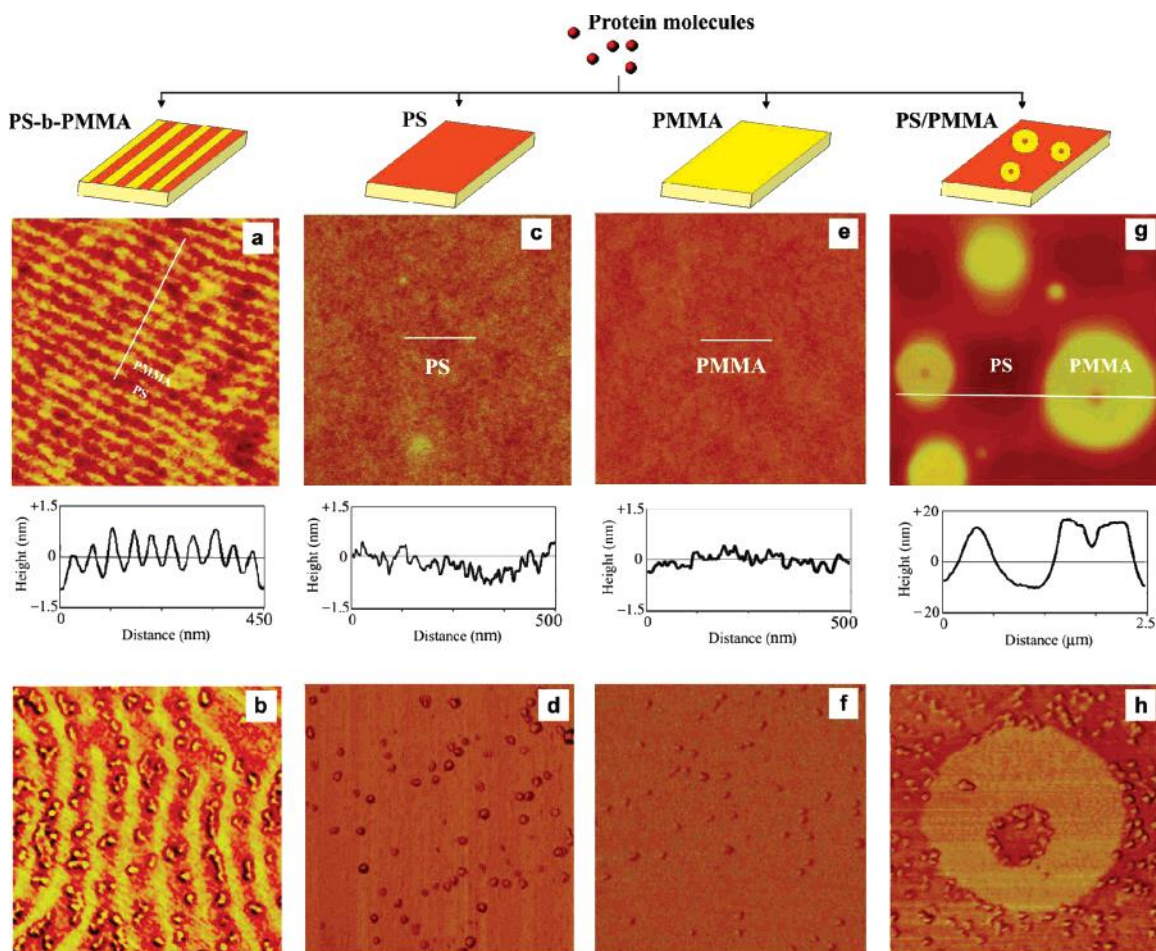 Protein molecules
PS-b-PMMA
PS
PMMA
PS/PMMA
a
PMMA
PS
c
PS
e
PMMA
g
PS
PMMA
+1.5
0
−1.5
Height (nm)
0
450
Distance (nm)
+1.5
0
−1.5
Height (nm)
0
500
Distance (nm)
+1.5
0
−1.5
Height (nm)
0
500
Distance (nm)
+20
0
−20
Height (nm)
0
2.5
Distance (μm)
b
d
f
h